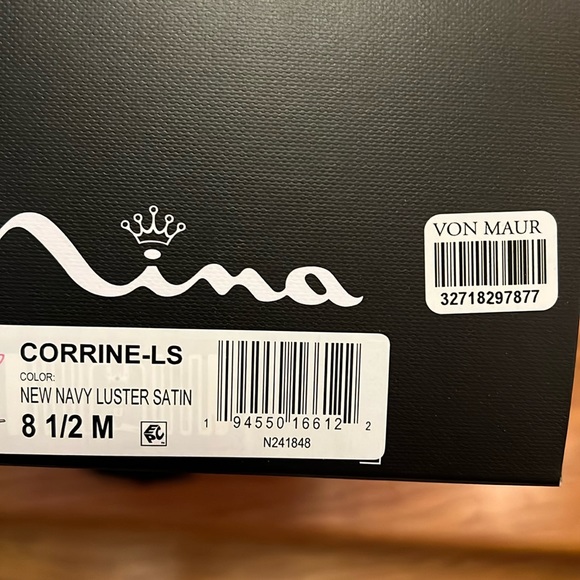 Nina
VON MAUR
32718297877
CORRINE-LS
COLOR:
NEW NAVY LUSTER SATIN
8 1/2 M
1 94550 16612 2
N241848